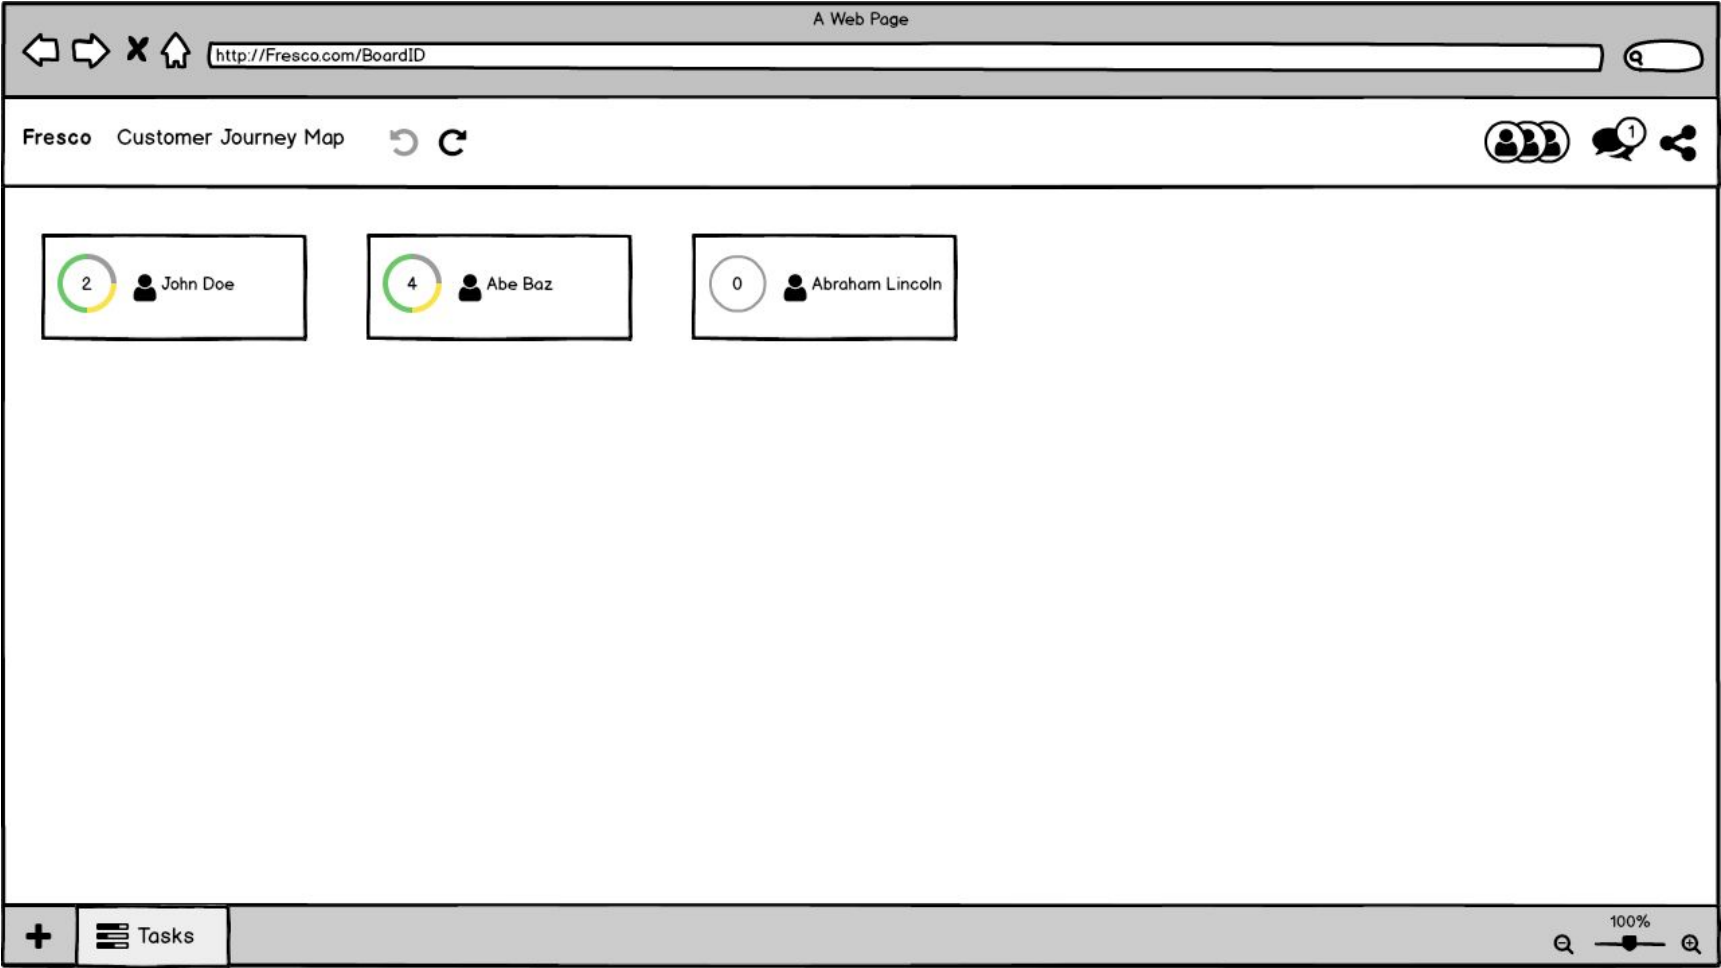 A Web Page
http://Fresco.com/BoardID
Fresco Customer Journey Map
1
2 John Doe
4 Abe Baz
0 Abraham Lincoln
Tasks
100%